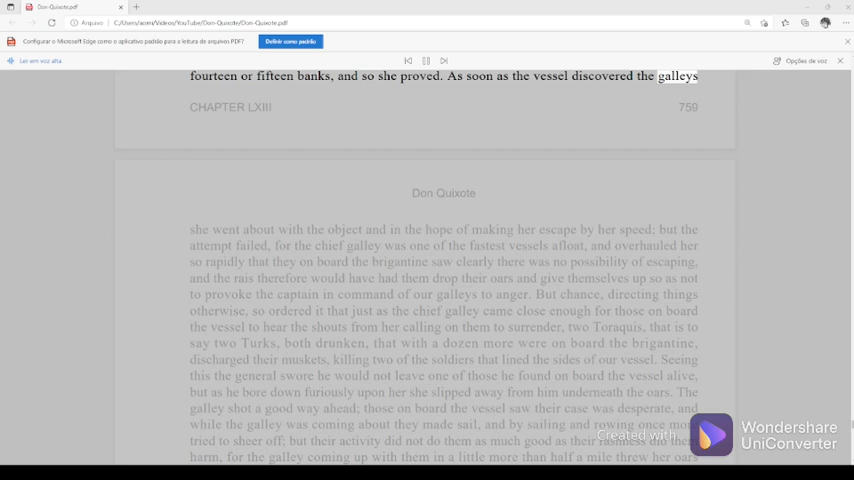 Don-Quixote.pdf
Arquivo
C:/Users/acera/Videos/YouTube/Don-Quixote/Don-Quixote.pdf
Configurar o Microsoft Edge como o aplicativo padrão para a leitura de arquivos PDF?
Definir como padrão
Ler em voz alta
Opções de voz
fourteen or fifteen banks, and so she proved. As soon as the vessel discovered the galleys
CHAPTER LXIII
759
Don Quixote
she went about with the object and in the hope of making her escape by her speed; but the
attempt failed, for the chief galley was one of the fastest vessels afloat, and overhauled her
so rapidly that they on board the brigantine saw clearly there was no possibility of escaping,
and the rais therefore would have had them drop their oars and give themselves up so as not
to provoke the captain in command of our galleys to anger. But chance, directing things
otherwise, so ordered it that just as the chief galley came close enough for those on board
the vessel to hear the shouts from her calling on them to surrender, two Toraquis, that is to
say two Turks, both drunken, that with a dozen more were on board the brigantine,
discharged their muskets, killing two of the soldiers that lined the sides of our vessel. Seeing
this the general swore he would not leave one of those he found on board the vessel alive,
but as he bore down furiously upon her she slipped away from him underneath the oars. The
galley shot a good way ahead; those on board the vessel saw their case was desperate, and
while the galley was coming about they made sail, and by sailing and rowing once more
tried to sheer off; but their activity did not do them as much good as their rashness did them
harm, for the galley coming up with them in a little more than half a mile threw her oars
Created with
Wondershare
UniConverter